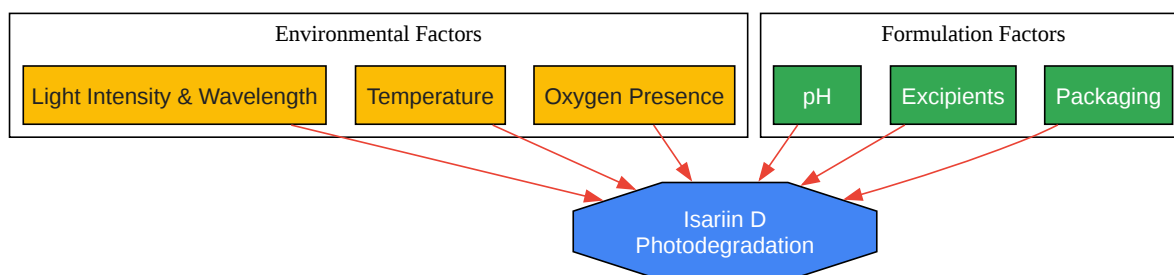 Environmental Factors
Formulation Factors
Light Intensity & Wavelength
Temperature
Oxygen Presence
pH
Excipients
Packaging
Isariin D
Photodegradation